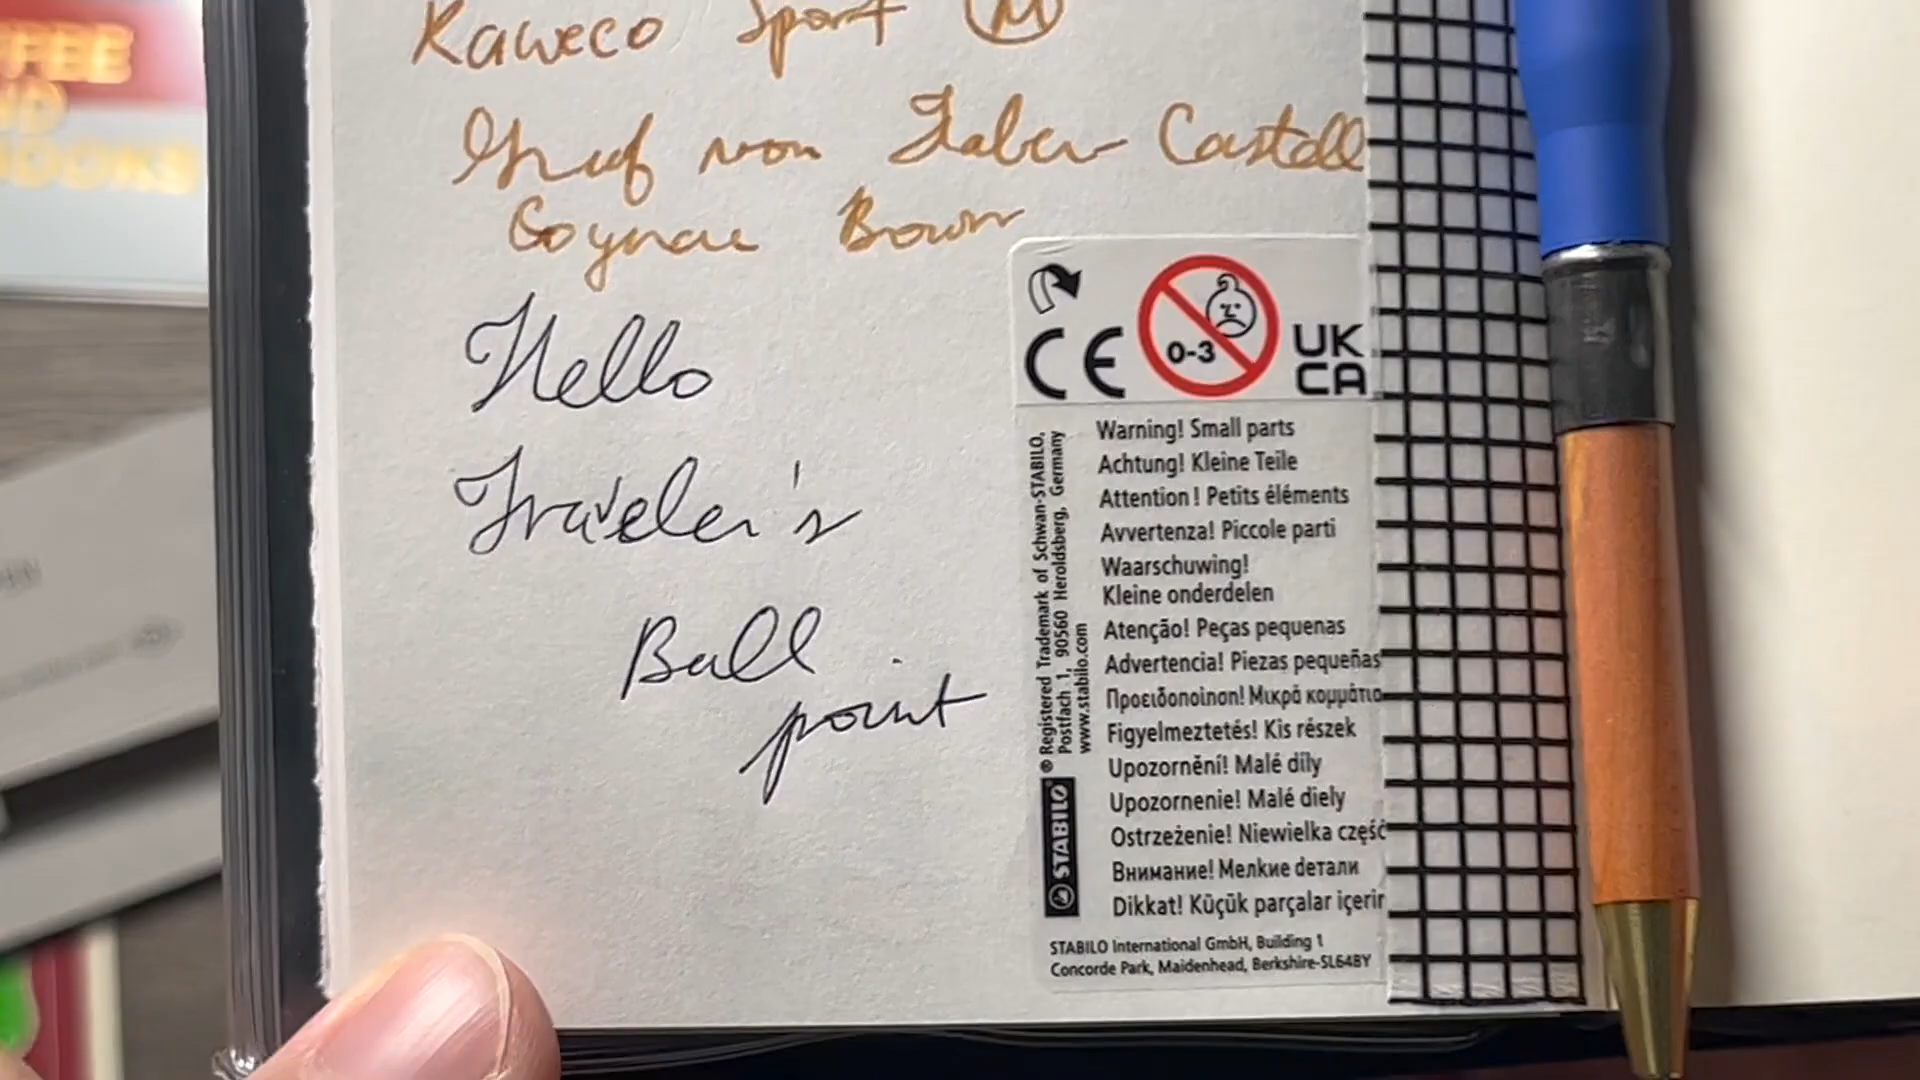 Kaweco Sport M
Graf von Faber Castell
Cognac Brown
Hello
Traveler's
Ball
point
CE
0-3
UK
CA
Warning! Small parts
Achtung! Kleine Teile
Attention ! Petits éléments
Avvertenza! Piccole parti
Waarschuwing!
Kleine onderdelen
Atenção! Peças pequenas
Advertencia! Piezas pequeñas
Προειδοποίηση! Μικρά κομμάτια
Figyelmeztetés! Kis részek
Upozornění! Malé díly
Upozornenie! Malé diely
Ostrzeżenie! Niewielka część
Внимание! Мелкие детали
Dikkat! Küçük parçalar içerir
® Registered Trademark of Schwan-STABILO,
Postfach 1, 90560 Heroldsberg, Germany
www.stabilo.com
STABILO®
STABILO International GmbH, Building 1
Concorde Park, Maidenhead, Berkshire-SL64BY